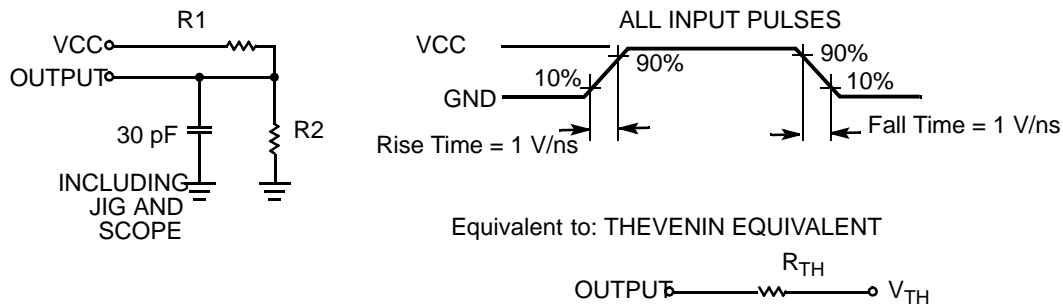 R1
VCC
OUTPUT
30 pF
R2
INCLUDING
JIG AND
SCOPE
ALL INPUT PULSES
VCC
GND
10%
90%
90%
10%
Rise Time = 1 V/ns
Fall Time = 1 V/ns
Equivalent to: THEVENIN EQUIVALENT
OUTPUT
RTH
VTH